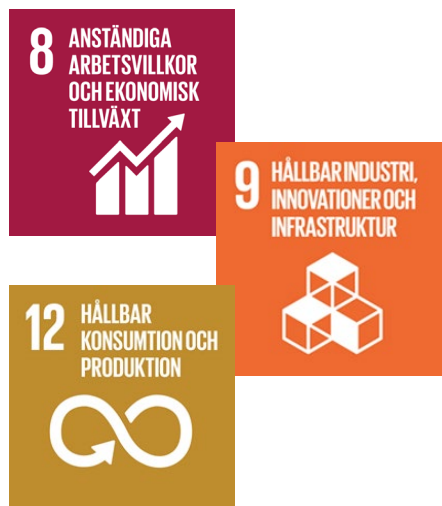 8 ANSTÄNDIGA
ARBETSVILLKOR
OCH EKONOMISK
TILLVÄXT
9 HÅLLBAR INDUSTRI,
INNOVATIONER OCH
INFRASTRUKTUR
12 HÅLLBAR
KONSUMTION OCH
PRODUKTION